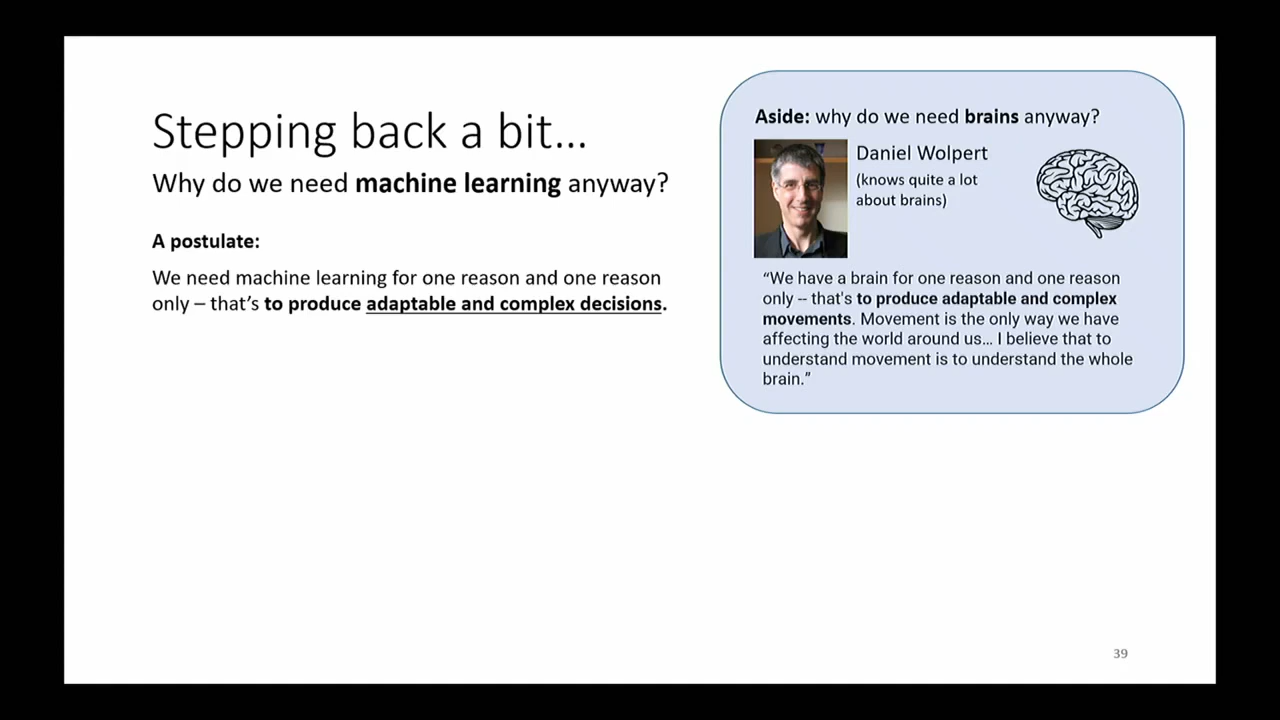 Stepping back a bit...
Why do we need machine learning anyway?
A postulate:
We need machine learning for one reason and one reason
only – that’s to produce adaptable and complex decisions.
Aside: why do we need brains anyway?
Daniel Wolpert
(knows quite a lot
about brains)
“We have a brain for one reason and one reason
only -- that's to produce adaptable and complex
movements. Movement is the only way we have
affecting the world around us... I believe that to
understand movement is to understand the whole
brain.”
39